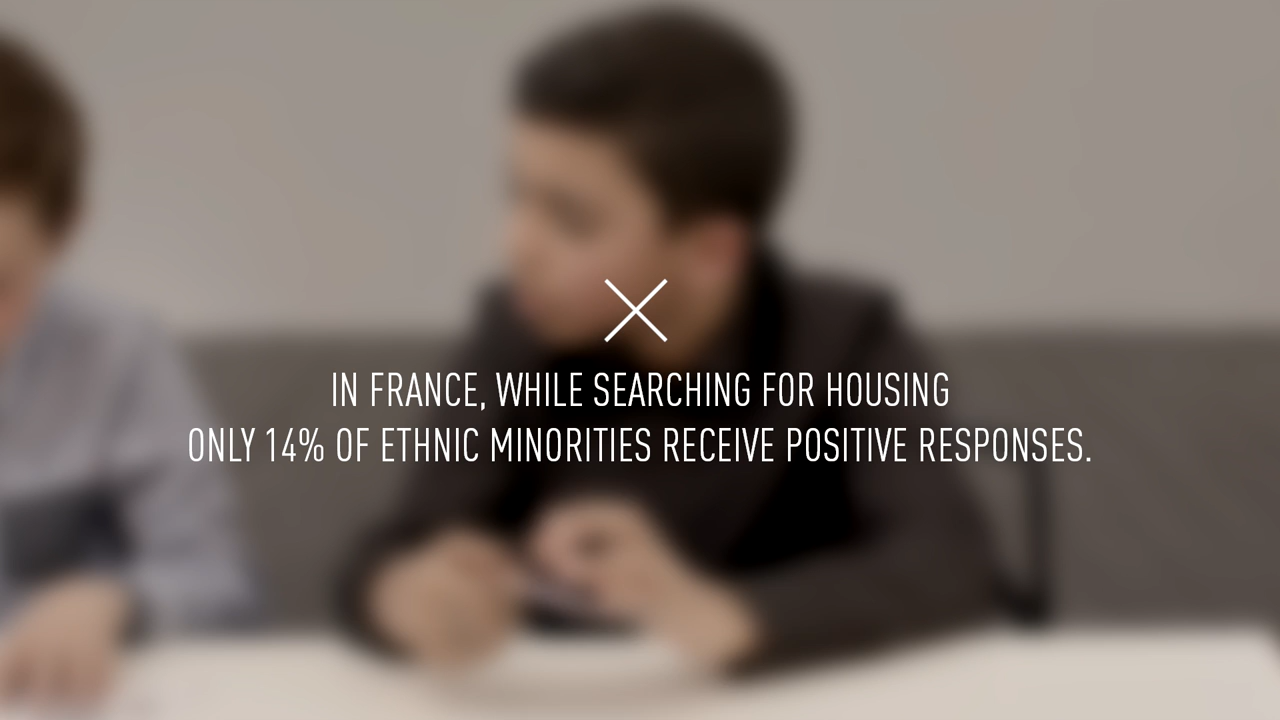 IN FRANCE, WHILE SEARCHING FOR HOUSING
ONLY 14% OF ETHNIC MINORITIES RECEIVE POSITIVE RESPONSES.